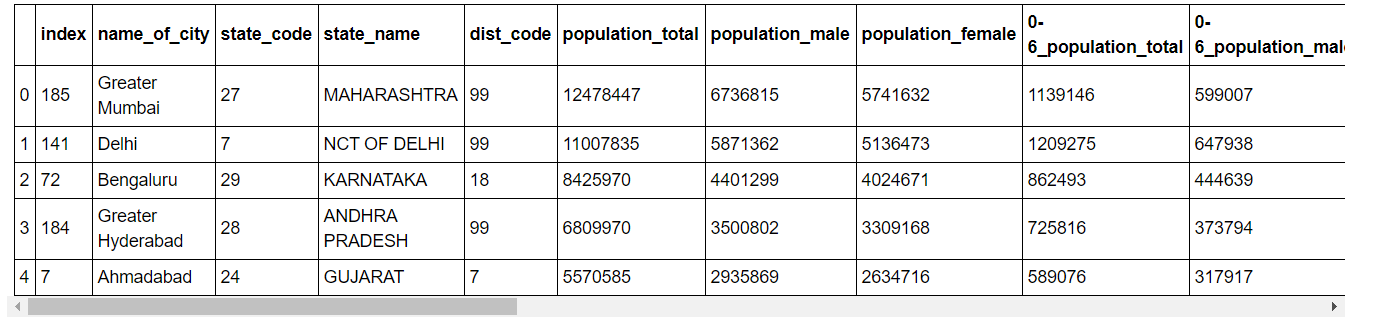 index name_of_city state_code state_name dist_code population_total population_male population_female 0-6_population_total 0-6_population_mal
0 185 Greater Mumbai 27 MAHARASHTRA 99 12478447 6736815 5741632 1139146 599007
1 141 Delhi 7 NCT OF DELHI 99 11007835 5871362 5136473 1209275 647938
2 72 Bengaluru 29 KARNATAKA 18 8425970 4401299 4024671 862493 444639
3 184 Greater Hyderabad 28 ANDHRA PRADESH 99 6809970 3500802 3309168 725816 373794
4 7 Ahmadabad 24 GUJARAT 7 5570585 2935869 2634716 589076 317917